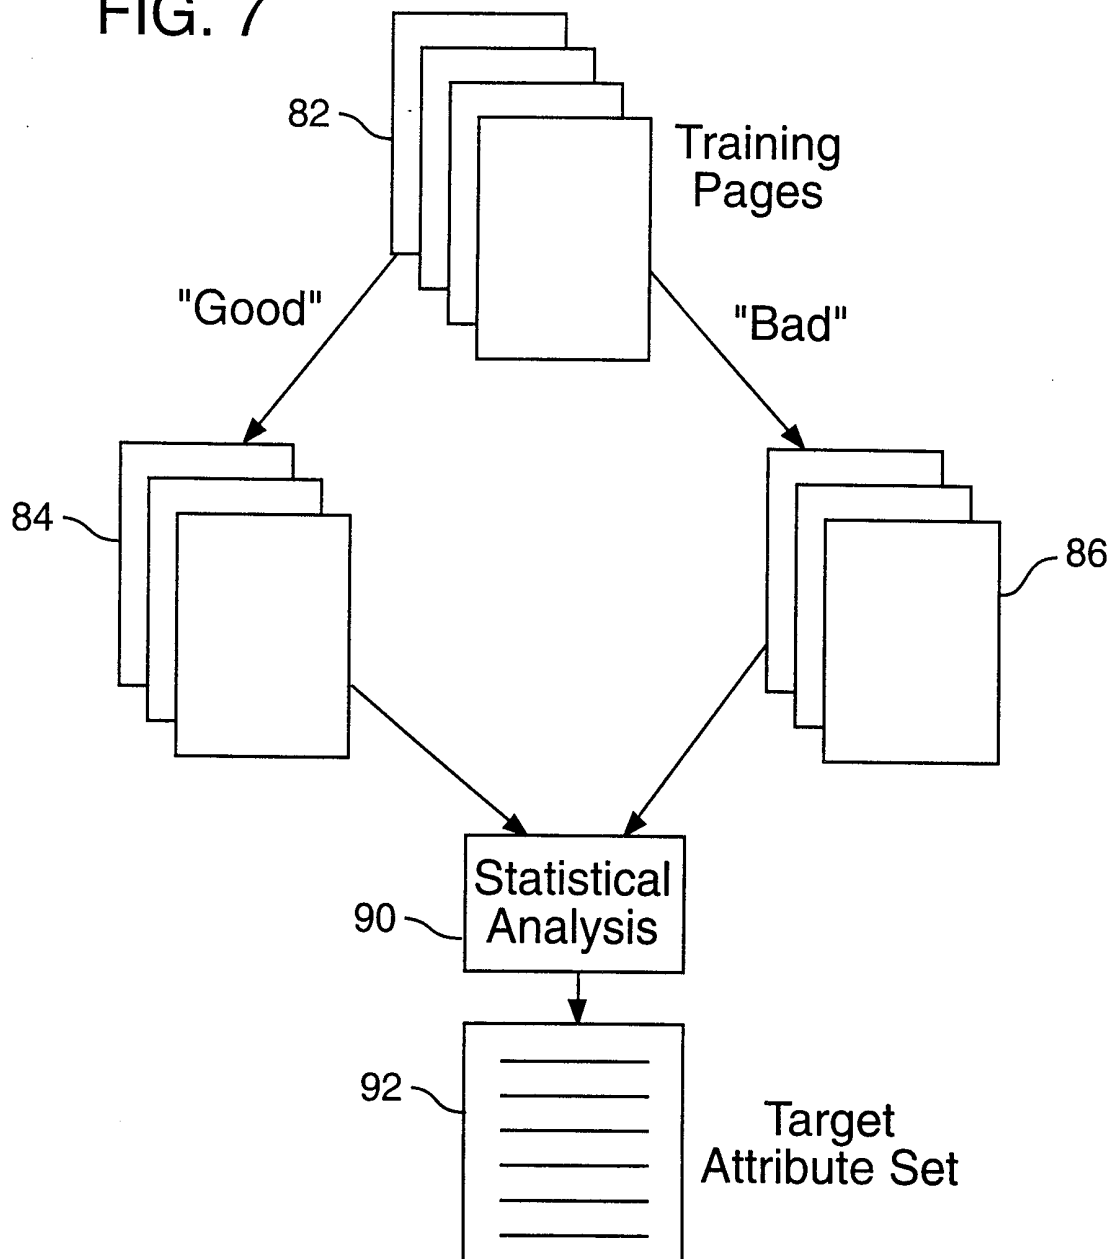 FIG. 7
82
Training
Pages
"Good"
"Bad"
84
86
Statistical
Analysis
90
92
Target
Attribute Set